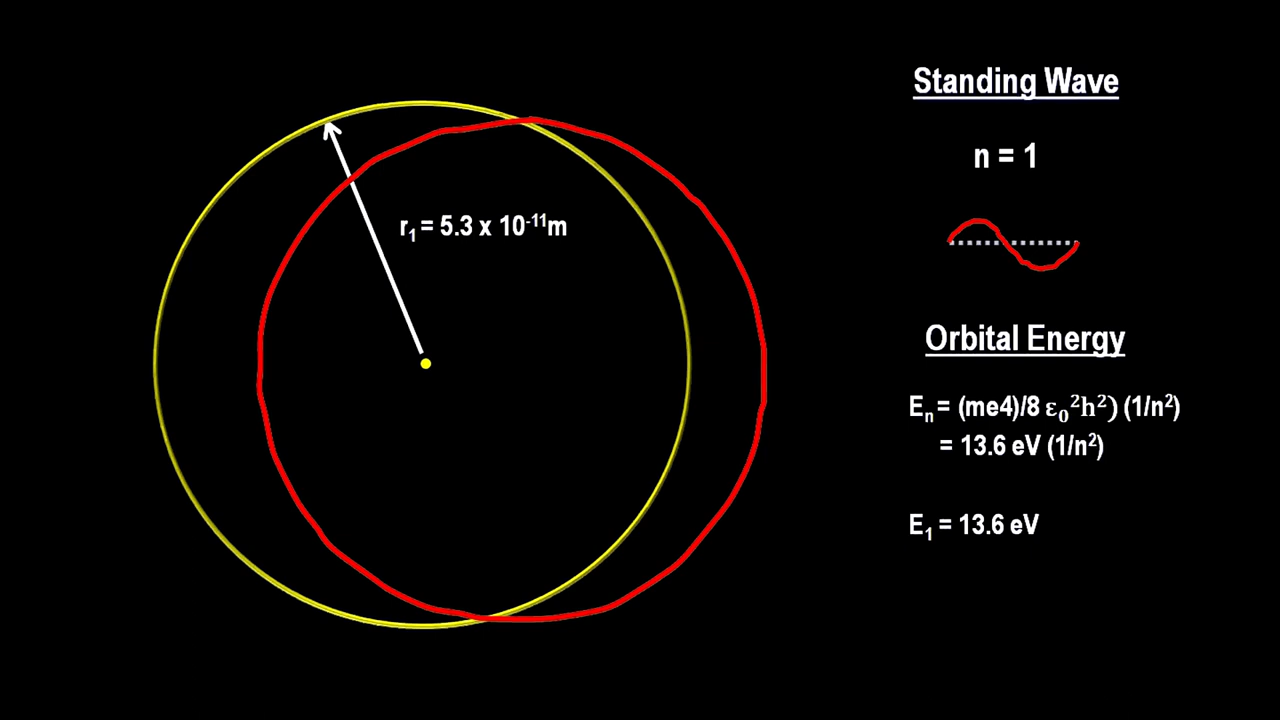 Standing Wave
n = 1
r₁ = 5.3 x 10⁻¹¹m
Orbital Energy
Eₙ = (me4)/8 ε₀²h²) (1/n²)
= 13.6 eV (1/n²)
E₁ = 13.6 eV